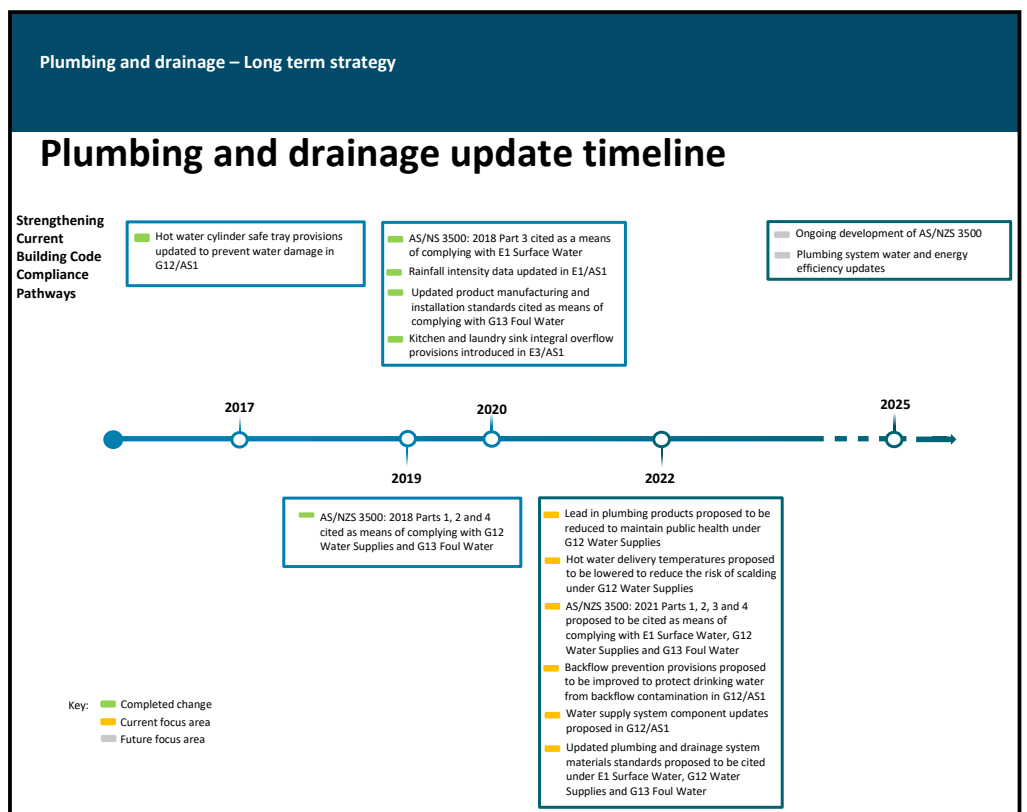 Plumbing and drainage – Long term strategy
Plumbing and drainage update timeline
Strengthening
Current
Building Code
Compliance
Pathways
Hot water cylinder safe tray provisions
updated to prevent water damage in
G12/AS1
AS/NS 3500: 2018 Part 3 cited as a means
of complying with E1 Surface Water
Rainfall intensity data updated in E1/AS1
Updated product manufacturing and
installation standards cited as means of
complying with G13 Foul Water
Kitchen and laundry sink integral overflow
provisions introduced in E3/AS1
Ongoing development of AS/NZS 3500
Plumbing system water and energy
efficiency updates
2017
2020
2025
2019
2022
AS/NZS 3500: 2018 Parts 1, 2 and 4
cited as means of complying with G12
Water Supplies and G13 Foul Water
Lead in plumbing products proposed to be
reduced to maintain public health under
G12 Water Supplies
Hot water delivery temperatures proposed
to be lowered to reduce the risk of scalding
under G12 Water Supplies
AS/NZS 3500: 2021 Parts 1, 2, 3 and 4
proposed to be cited as means of
complying with E1 Surface Water, G12
Water Supplies and G13 Foul Water
Backflow prevention provisions proposed
to be improved to protect drinking water
from backflow contamination in G12/AS1
Water supply system component updates
proposed in G12/AS1
Updated plumbing and drainage system
materials standards proposed to be cited
under E1 Surface Water, G12 Water
Supplies and G13 Foul Water
Key:
Completed change
Current focus area
Future focus area